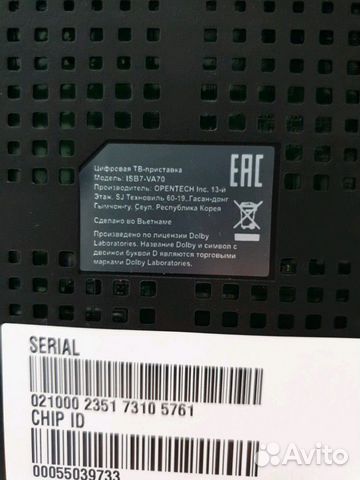 Цифровая ТВ-приставка
Модель: ISB7-VA70
Производитель: OPENTECH Inc. 13-й
Этаж. SJ Техновиль 60-19, Гасан-донг
Гымчон-гу, Сеул, Республика Корея
Сделано во Вьетнаме
Произведено по лицензии Dolby
Laboratories. Название Dolby и символ с
двойной буквой D являются торговыми
марками Dolby Laboratories.
EAC
SERIAL
021000 2351 7310 5761
CHIP ID
00055039733
Avito